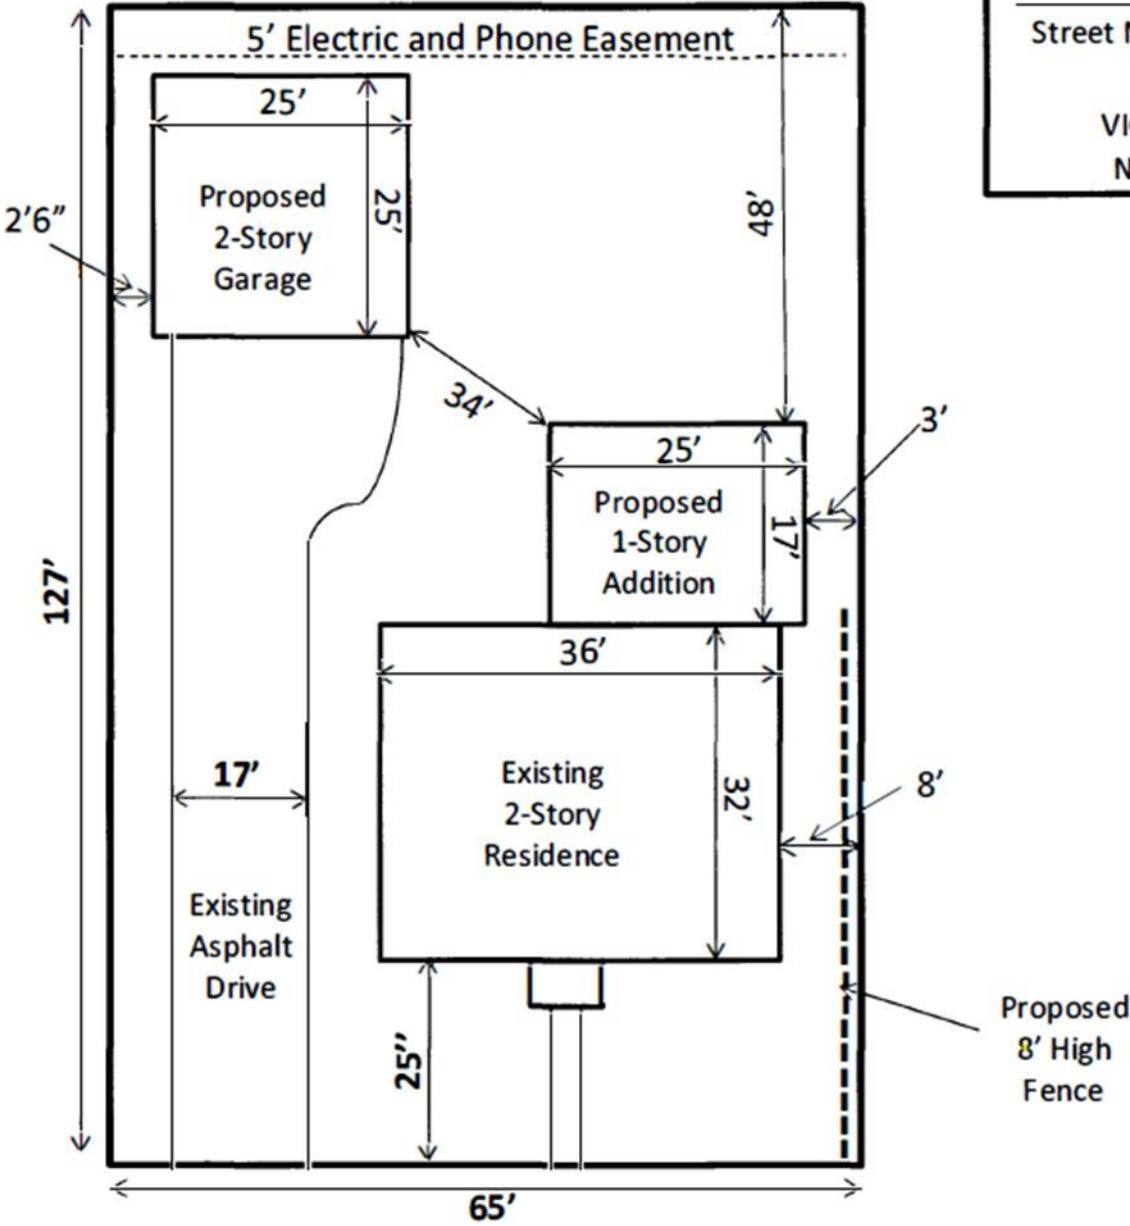 5’ Electric and Phone Easement
Street
25’
25’
Proposed
2-Story
Garage
2’6”
48’
34’
3’
25’
Proposed
1-Story
Addition
17’
127’
36’
Existing
2-Story
Residence
32’
8’
17’
Existing
Asphalt
Drive
25’’
Proposed
8’ High
Fence
65’